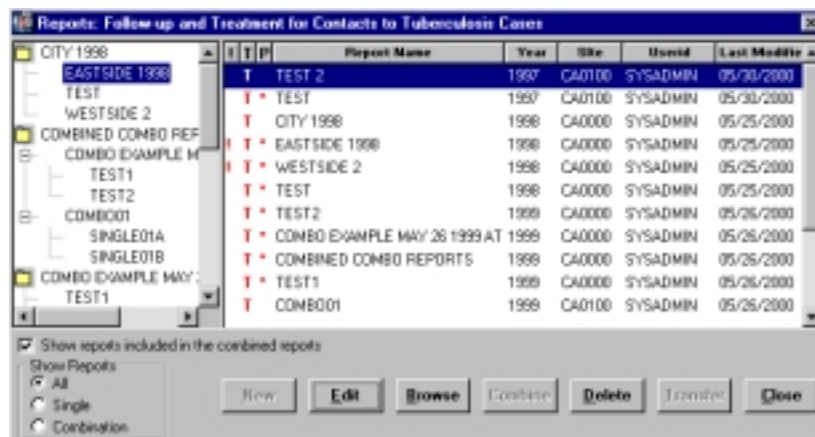 Reports: Follow-up and Treatment for Contacts to Tuberculosis Cases
CITY 1998
EASTSIDE 1998
TEST
WESTSIDE 2
COMBINED COMBO REP
COMBO EXAMPLE M
TEST1
TEST2
COMBO01
SINGLE01A
SINGLE01B
COMBO EXAMPLE MAY
TEST1
! T P Report Name Year Site Userid Last Modifie
T TEST 2 1997 CA0100 SYSADMIN 05/30/2000
T * TEST 1997 CA0100 SYSADMIN 05/30/2000
T CITY 1998 1998 CA0000 SYSADMIN 05/25/2000
! T * EASTSIDE 1998 1998 CA0000 SYSADMIN 05/25/2000
! T * WESTSIDE 2 1998 CA0000 SYSADMIN 05/25/2000
T * TEST 1998 CA0000 SYSADMIN 05/25/2000
T * TEST2 1999 CA0000 SYSADMIN 05/26/2000
T * COMBO EXAMPLE MAY 26 1999 AT 1999 CA0000 SYSADMIN 05/26/2000
T * COMBINED COMBO REPORTS 1999 CA0000 SYSADMIN 05/26/2000
T * TEST1 1999 CA0000 SYSADMIN 05/26/2000
T COMBO01 1999 CA0100 SYSADMIN 05/26/2000
Show reports included in the combined reports
Show Reports
All
Single
Combination
New Edit Browse Combine Delete Transfer Close